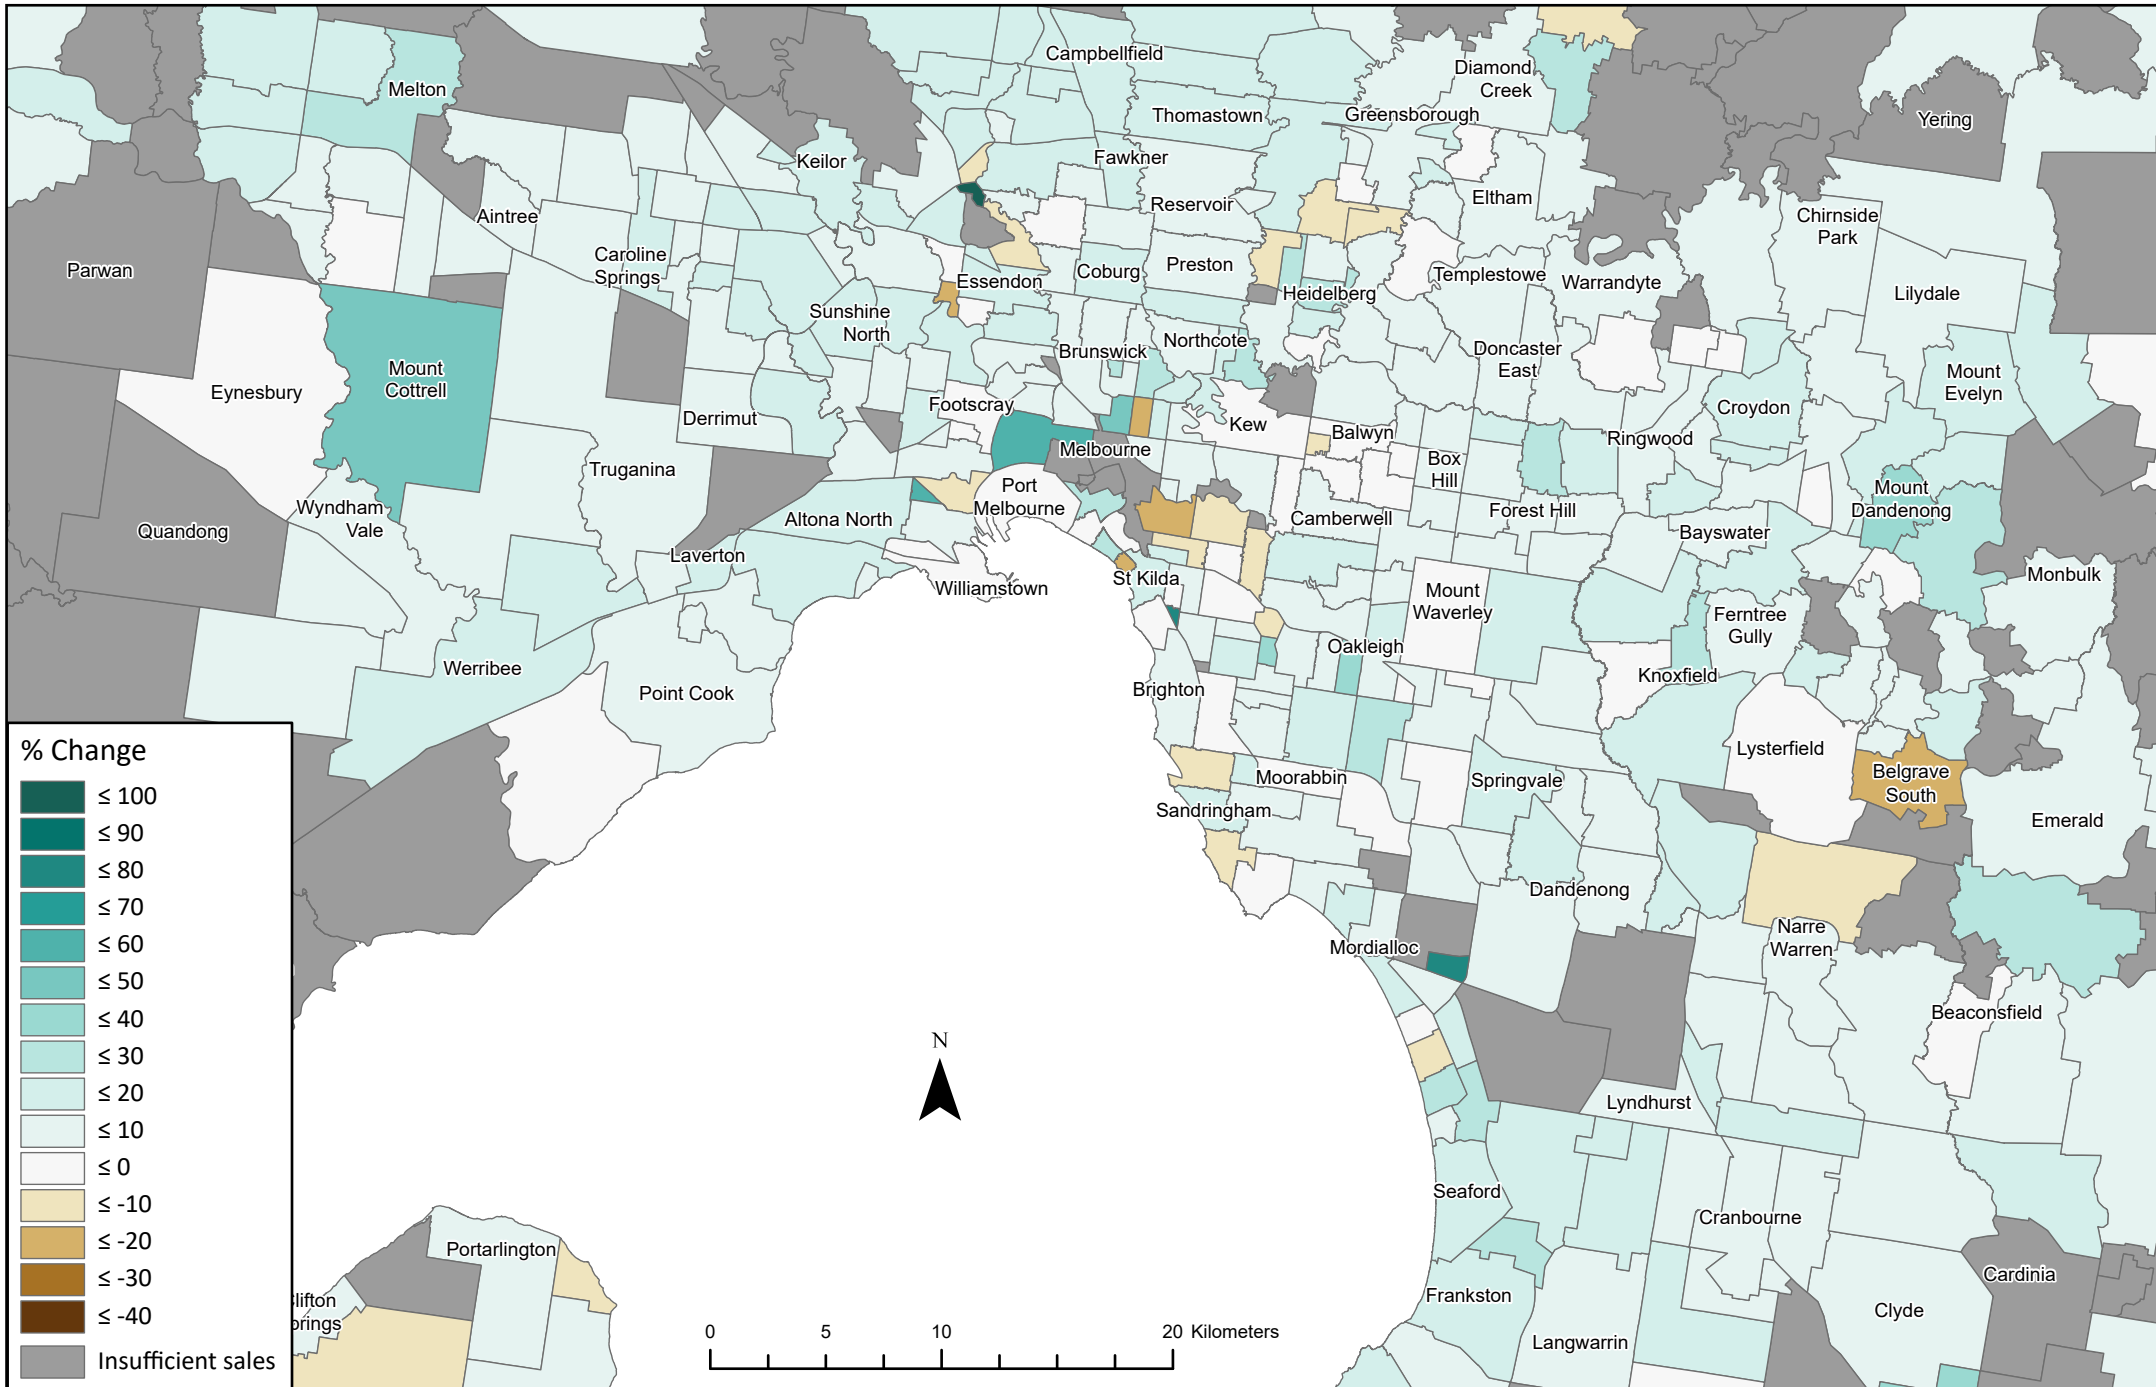 Campbellfield
Diamond
Creek
Melton
Thomastown
Greensborough
Yering
Keilor
Fawkner
Eltham
Reservoir
Aintree
Chirnside
Park
Caroline
Springs
Parwan
Coburg
Preston
Essendon
Templestowe
Warrandyte
Heidelberg
Lilydale
Sunshine
North
Northcote
Brunswick
Doncaster
East
Mount
Cottrell
Mount
Evelyn
Eynesbury
Footscray
Croydon
Derrimut
Kew
Balwyn
Ringwood
Melbourne
Truganina
Box
Hill
Port
Melbourne
Mount
Dandenong
Wyndham
Vale
Altona North
Camberwell
Forest Hill
Quandong
Bayswater
Laverton
St Kilda
Williamstown
Monbulk
Mount
Waverley
Ferntree
Gully
Oakleigh
Werribee
Knoxfield
Point Cook
Brighton
Lysterfield
Moorabbin
Springvale
Belgrave
South
Sandringham
Emerald
Dandenong
Narre
Warren
Mordialloc
Beaconsfield
Lyndhurst
Seaford
Cranbourne
Portarlington
Cardinia
Frankston
lifton
prings
Clyde
Langwarrin
% Change
≤ 100
≤ 90
≤ 80
≤ 70
≤ 60
≤ 50
≤ 40
≤ 30
≤ 20
≤ 10
≤ 0
≤ -10
≤ -20
≤ -30
≤ -40
Insufficient sales
N
0 5 10 20 Kilometers